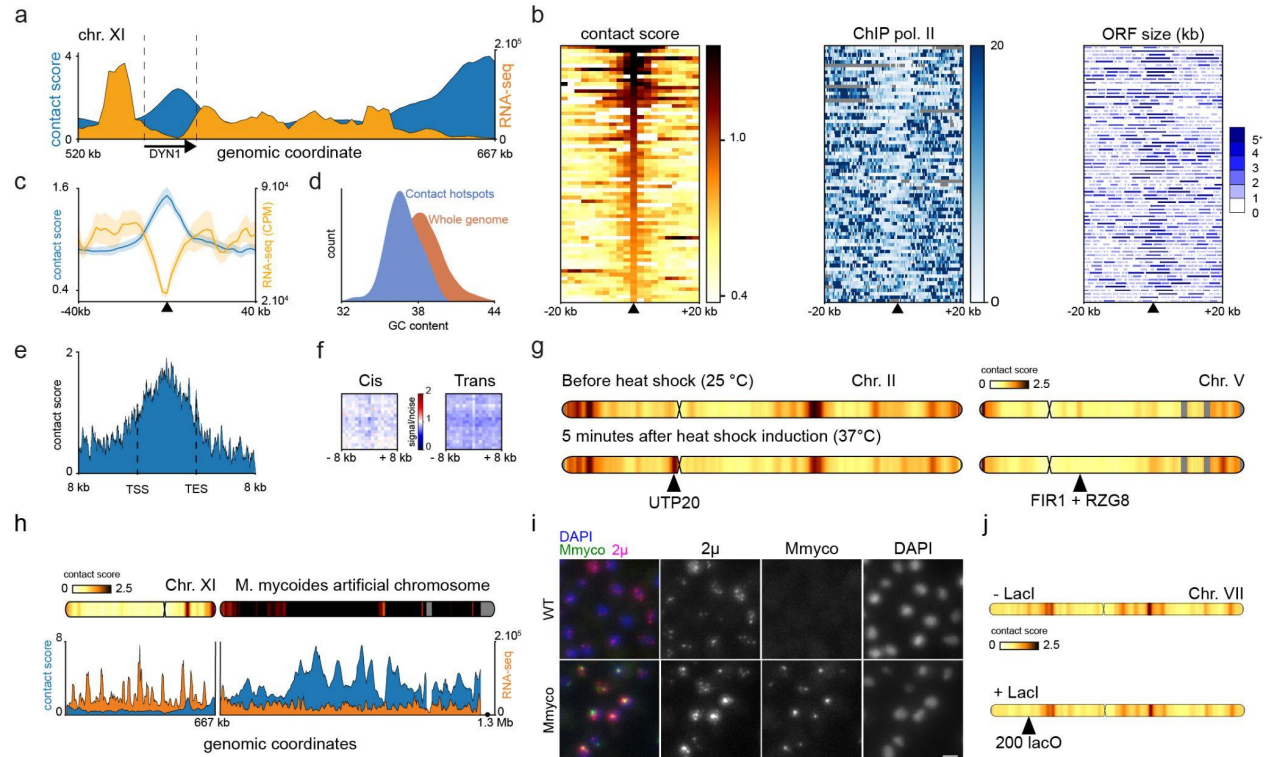 a
chr. XI
4
contact score
0
2.10⁵
RNA-seq
0
520 kb
DYN1
genomic coordinate
667 kb
b
contact score
1.0
0.4
-20 kb
+20 kb
ChIP pol. II
20
0
-20 kb
+20 kb
ORF size (kb)
5
4
3
2
1
0
-20 kb
+20 kb
c
1.6
contact score
0.4
9.10⁴
RNA-seq (CPM)
2.10⁴
-40kb
40 kb
d
Contact hotspots
Whole genome
count
32
38
44
GC content
e
2
contact score
0
8 kb
TSS
TES
8 kb
f
Cis
Trans
2
signal/noise
1
0
- 8 kb
+ 8 kb
- 8 kb
+ 8 kb
g
Before heat shock (25 °C)
Chr. II
contact score
0
2.5
Chr. V
5 minutes after heat shock induction (37°C)
UTP20
FIR1 + RZG8
h
contact score
0
2.5
Chr. XI
M. mycoides artificial chromosome
8
contact score
0
2.10⁵
RNA-seq
0
667 kb
1.3 Mb
genomic coordinates
i
DAPI
Mmyco 2µ
2µ
Mmyco
DAPI
WT
Mmyco
j
- LacI
Chr. VII
contact score
0
2.5
+ LacI
200 lacO